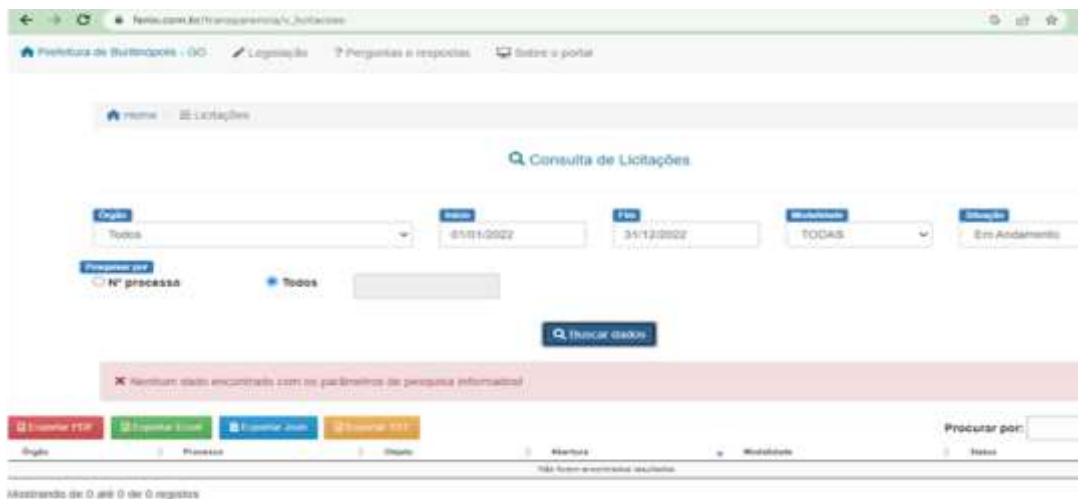 Prefeitura de Buritinópolis - GO Legislação ? Perguntas e respostas Sobre o portal
Home Licitações
Consulta de Licitações
Órgão Início Fim Modalidade Situação
Todos 01/01/2022 31/12/2022 TODAS Em Andamento
Pesquisar por
N° processo Todos
Buscar dados
Nenhum dado encontrado com os parâmetros de pesquisa informados!
Exportar PDF Exportar Excel Exportar Json Exportar
Procurar por:
Órgão Processo Objeto Abertura Modalidade Status
Não foram encontrados resultados
Mostrando de 0 até 0 de 0 registos